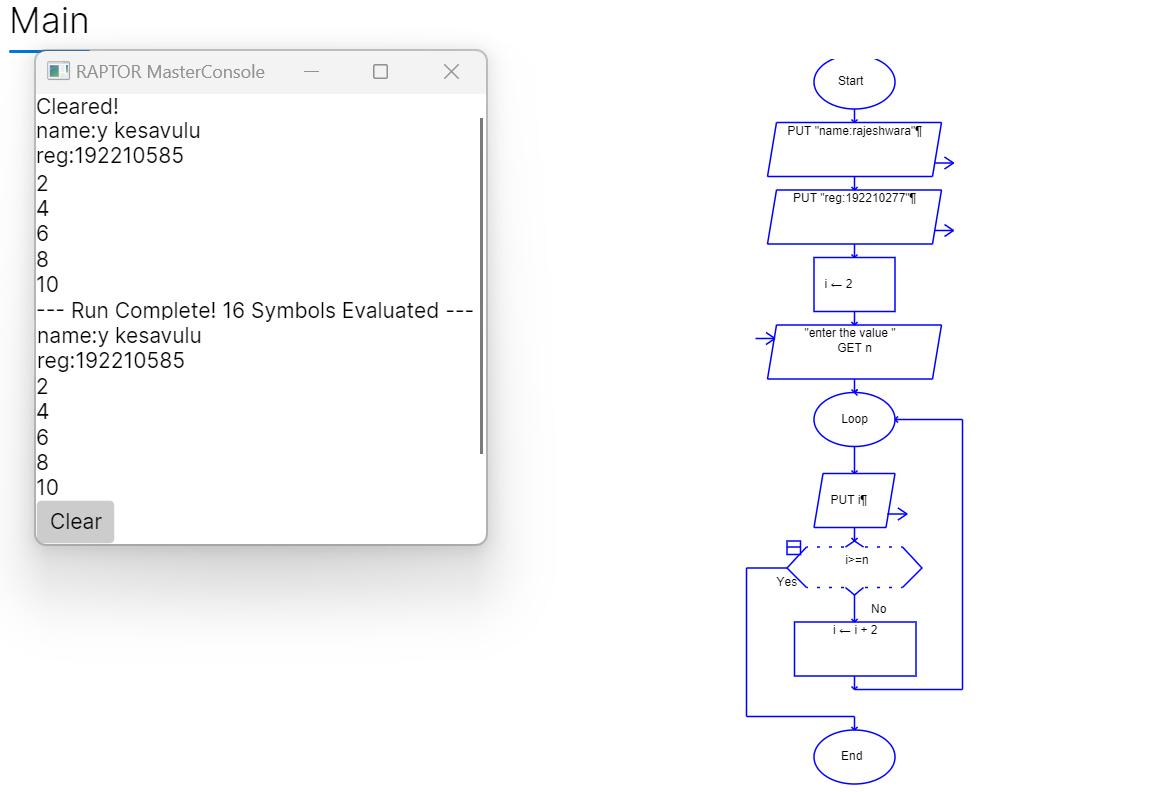 Main
RAPTOR MasterConsole
Cleared!
name:y kesavulu
reg:192210585
2
4
6
8
10
--- Run Complete! 16 Symbols Evaluated ---
name:y kesavulu
reg:192210585
2
4
6
8
10
Clear
Start
PUT "name:rajeshwara"¶
PUT "reg:192210277"¶
i ← 2
"enter the value "
GET n
Loop
PUT i¶
i>=n
Yes
No
i ← i + 2
End